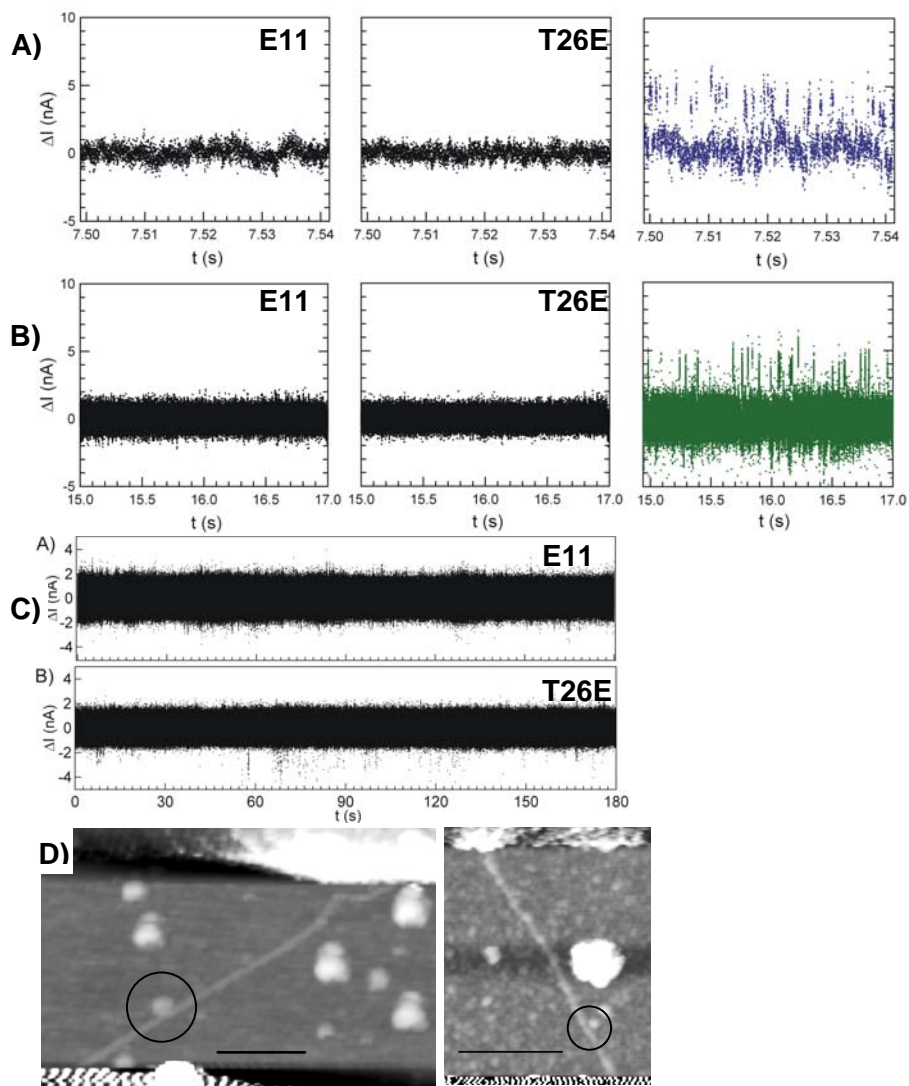 A)
E11
T26E
ΔI (nA)
10
5
0
-5
7.50 7.51 7.52 7.53 7.54
t (s)
7.50 7.51 7.52 7.53 7.54
t (s)
7.50 7.51 7.52 7.53 7.54
t (s)
B)
E11
T26E
ΔI (nA)
10
5
0
-5
15.0 15.5 16.0 16.5 17.0
t (s)
15.0 15.5 16.0 16.5 17.0
t (s)
15.0 15.5 16.0 16.5 17.0
t (s)
C)
A)
E11
ΔI (nA)
4
2
0
-2
-4
B)
T26E
ΔI (nA)
4
2
0
-2
-4
0 30 60 90 120 150 180
t (s)
D)